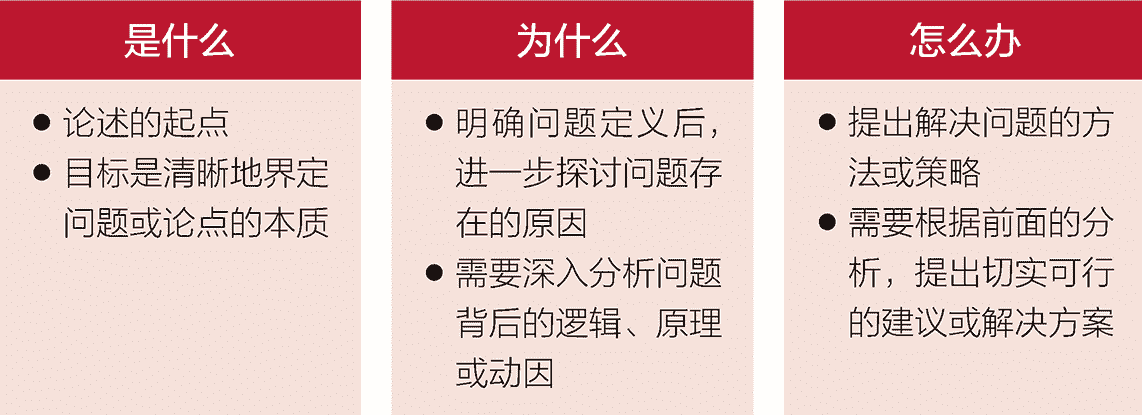 是什么
● 论述的起点
● 目标是清晰地界定
问题或论点的本质
为什么
● 明确问题定义后，
进一步探讨问题存
在的原因
● 需要深入分析问题
背后的逻辑、原理
或动因
怎么办
● 提出解决问题的方
法或策略
● 需要根据前面的分
析，提出切实可行
的建议或解决方案